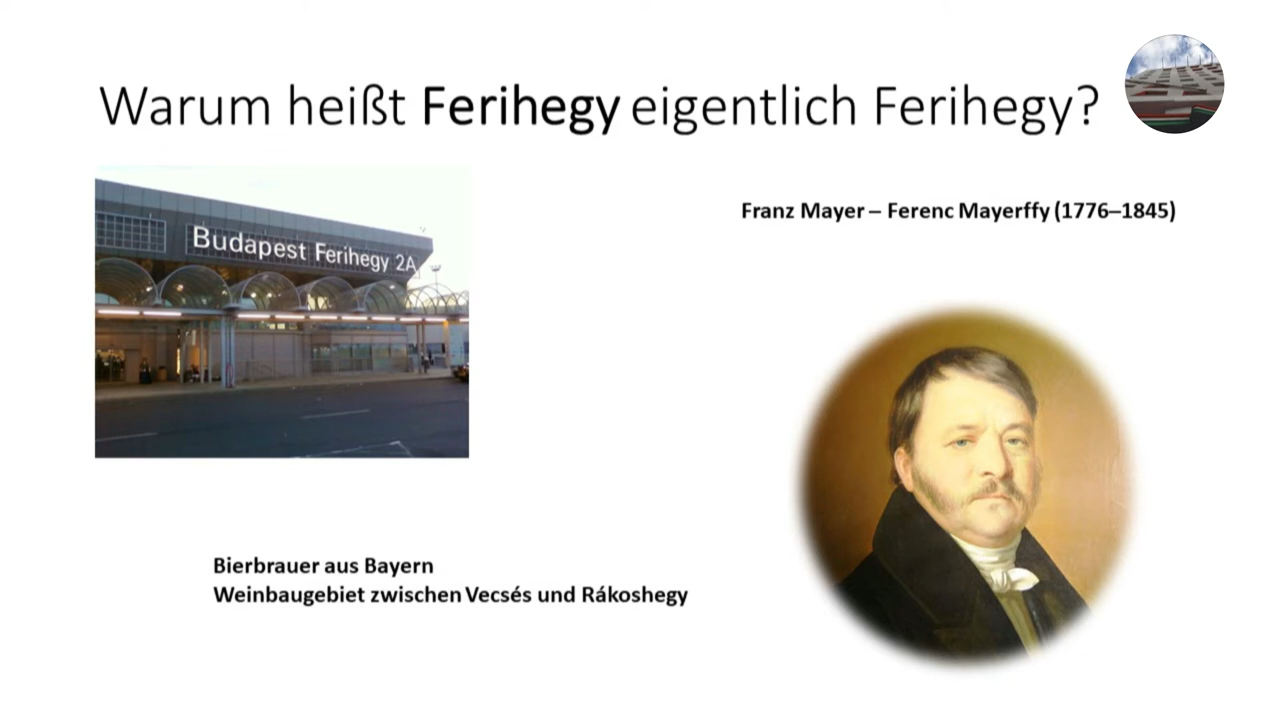 Warum heißt Ferihegy eigentlich Ferihegy?
Franz Mayer – Ferenc Mayerffy (1776–1845)
Budapest Ferihegy 2A
Bierbrauer aus Bayern
Weinbaugebiet zwischen Vecsés und Rákoshegy